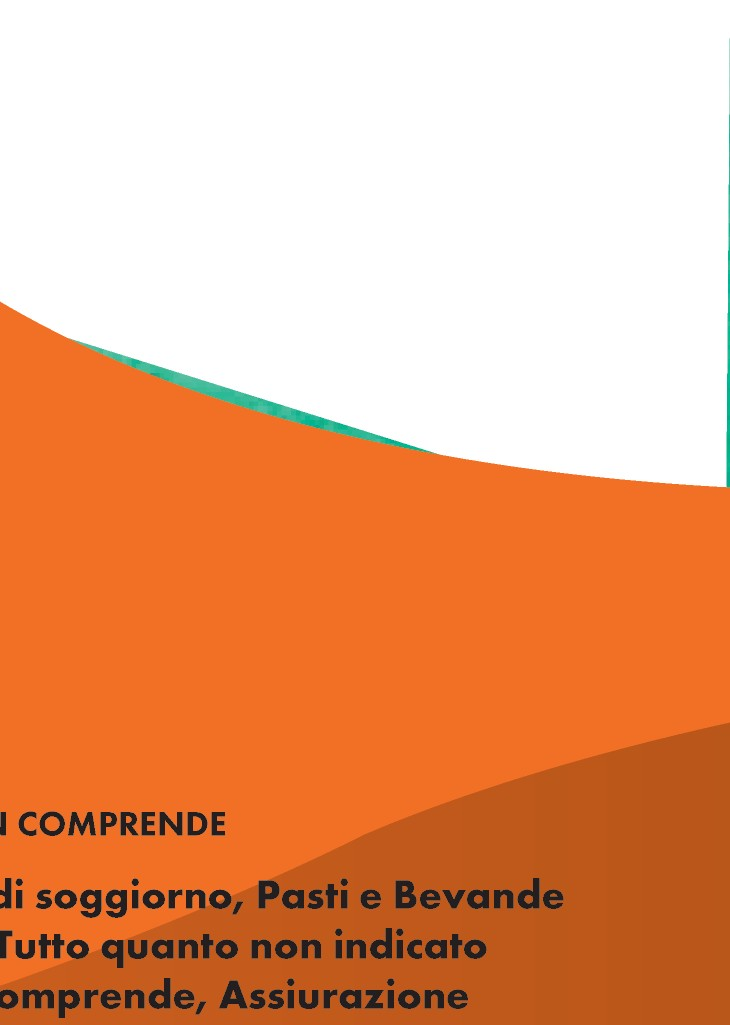 N COMPRENDE
di soggiorno, Pasti e Bevande
Tutto quanto non indicato
omprende, Assiurazione